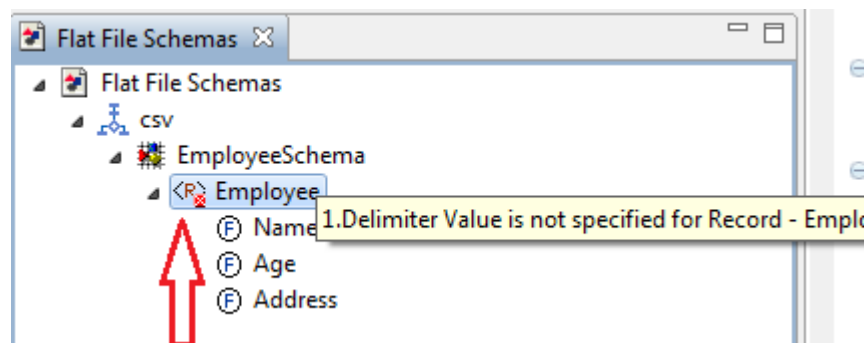 Flat File Schemas
Flat File Schemas
csv
EmployeeSchema
<R> Employee
1.Delimiter Value is not specified for Record -
F Name
F Age
F Address